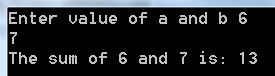 Enter value of a and b 6
7
The sum of 6 and 7 is: 13